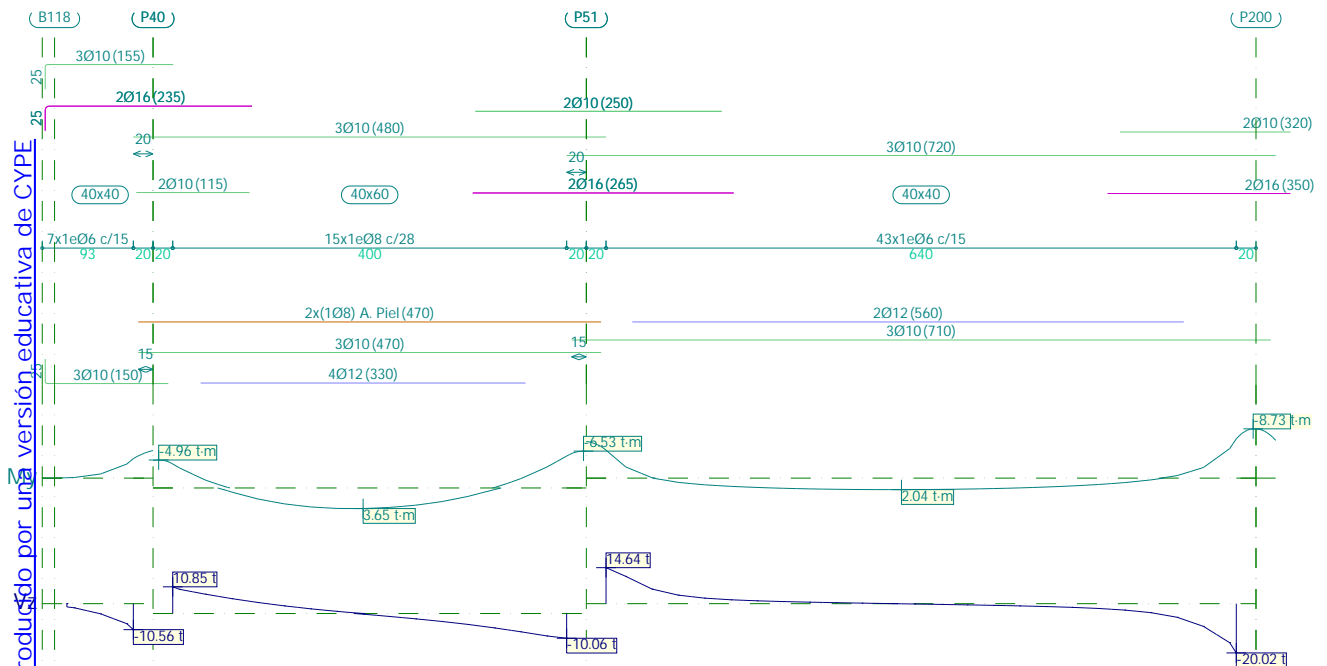 B118
P40
P51
P200
3Ø10 (155)
25
2Ø16 (235)
25
2Ø10 (250)
3Ø10 (480)
2Ø10 (320)
20
3Ø10 (720)
20
2Ø10 (115)
2Ø16 (265)
2Ø16 (350)
40x40
40x60
40x40
7x1eØ6 c/15
15x1eØ8 c/28
43x1eØ6 c/15
93
20
20
400
20
20
640
20
2x(1Ø8) A. Piel (470)
2Ø12 (560)
3Ø10 (710)
15
3Ø10 (470)
15
25
3Ø10 (150)
4Ø12 (330)
-8.73 t·m
-4.96 t·m
-6.53 t·m
My
2.04 t·m
3.65 t·m
14.64 t
10.85 t
Vz
-10.56 t
-10.06 t
-20.02 t
roducido por una versión educativa de CYPE